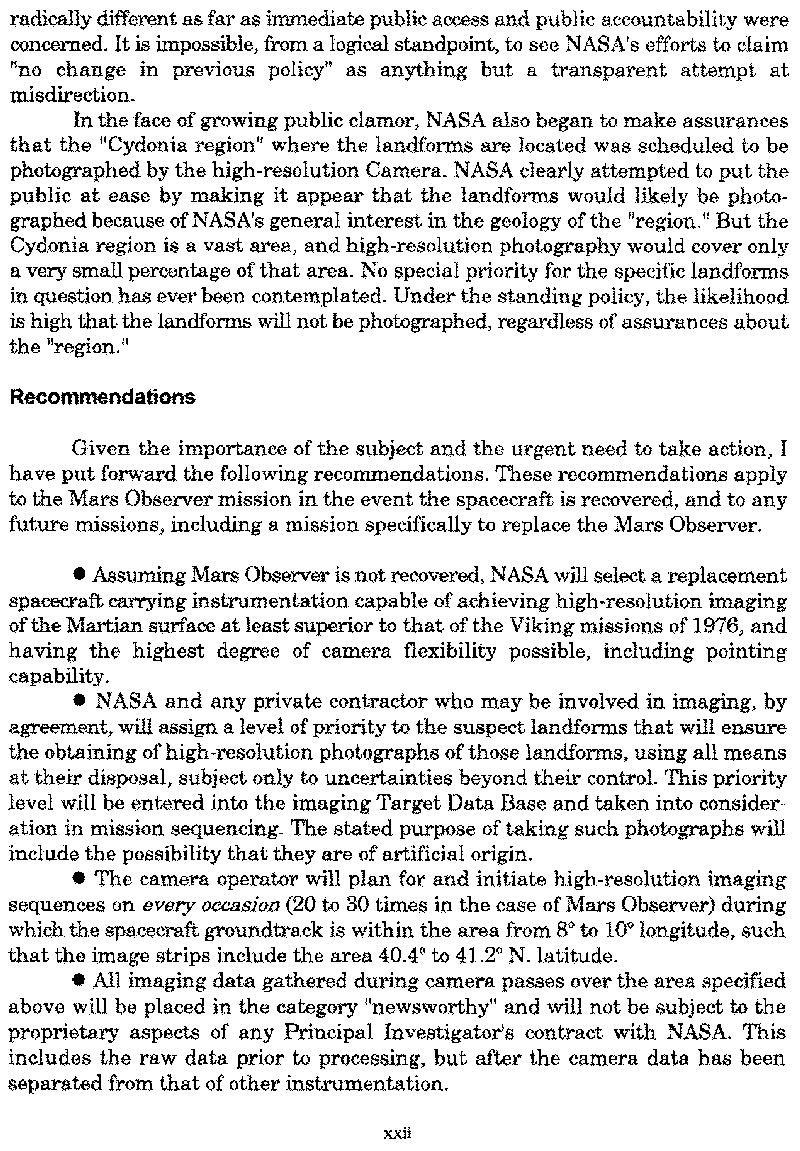 radically different as far as immediate public access and public accountability were
concerned. It is impossible, from a logical standpoint, to see NASA's efforts to claim
"no change in previous policy" as anything but a transparent attempt at
misdirection.
In the face of growing public clamor, NASA also began to make assurances
that the "Cydonia region" where the landforms are located was scheduled to be
photographed by the high-resolution Camera. NASA clearly attempted to put the
public at ease by making it appear that the landforms would likely be photo-
graphed because of NASA's general interest in the geology of the "region." But the
Cydonia region is a vast area, and high-resolution photography would cover only
a very small percentage of that area. No special priority for the specific landforms
in question has ever been contemplated. Under the standing policy, the likelihood
is high that the landforms will not be photographed, regardless of assurances about
the "region."
Recommendations
Given the importance of the subject and the urgent need to take action, I
have put forward the following recommendations. These recommendations apply
to the Mars Observer mission in the event the spacecraft is recovered, and to any
future missions, including a mission specifically to replace the Mars Observer.
● Assuming Mars Observer is not recovered, NASA will select a replacement
spacecraft carrying instrumentation capable of achieving high-resolution imaging
of the Martian surface at least superior to that of the Viking missions of 1976, and
having the highest degree of camera flexibility possible, including pointing
capability.
● NASA and any private contractor who may be involved in imaging, by
agreement, will assign a level of priority to the suspect landforms that will ensure
the obtaining of high-resolution photographs of those landforms, using all means
at their disposal, subject only to uncertainties beyond their control. This priority
level will be entered into the imaging Target Data Base and taken into consider-
ation in mission sequencing. The stated purpose of taking such photographs will
include the possibility that they are of artificial origin.
● The camera operator will plan for and initiate high-resolution imaging
sequences on every occasion (20 to 30 times in the case of Mars Observer) during
which the spacecraft groundtrack is within the area from 8° to 10° longitude, such
that the image strips include the area 40.4° to 41.2° N. latitude.
● All imaging data gathered during camera passes over the area specified
above will be placed in the category "newsworthy" and will not be subject to the
proprietary aspects of any Principal Investigator's contract with NASA. This
includes the raw data prior to processing, but after the camera data has been
separated from that of other instrumentation.
xxii